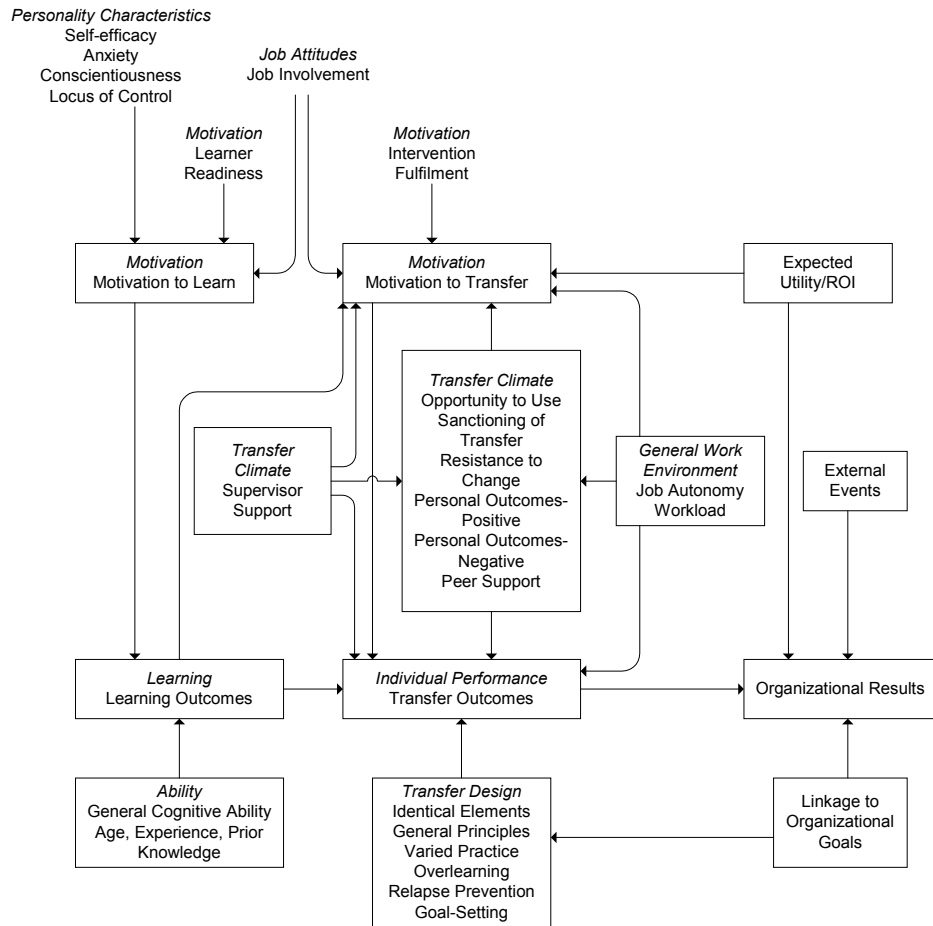 Personality Characteristics
Self-efficacy
Anxiety
Conscientiousness
Locus of Control
Job Attitudes
Job Involvement
Motivation
Learner
Readiness
Motivation
Intervention
Fulfilment
Motivation
Motivation to Learn
Motivation
Motivation to Transfer
Expected
Utility/ROI
Transfer
Climate
Supervisor
Support
Transfer Climate
Opportunity to Use
Sanctioning of
Transfer
Resistance to
Change
Personal Outcomes-
Positive
Personal Outcomes-
Negative
Peer Support
General Work
Environment
Job Autonomy
Workload
External
Events
Learning
Learning Outcomes
Individual Performance
Transfer Outcomes
Organizational Results
Ability
General Cognitive Ability
Age, Experience, Prior
Knowledge
Transfer Design
Identical Elements
General Principles
Varied Practice
Overlearning
Relapse Prevention
Goal-Setting
Linkage to
Organizational
Goals